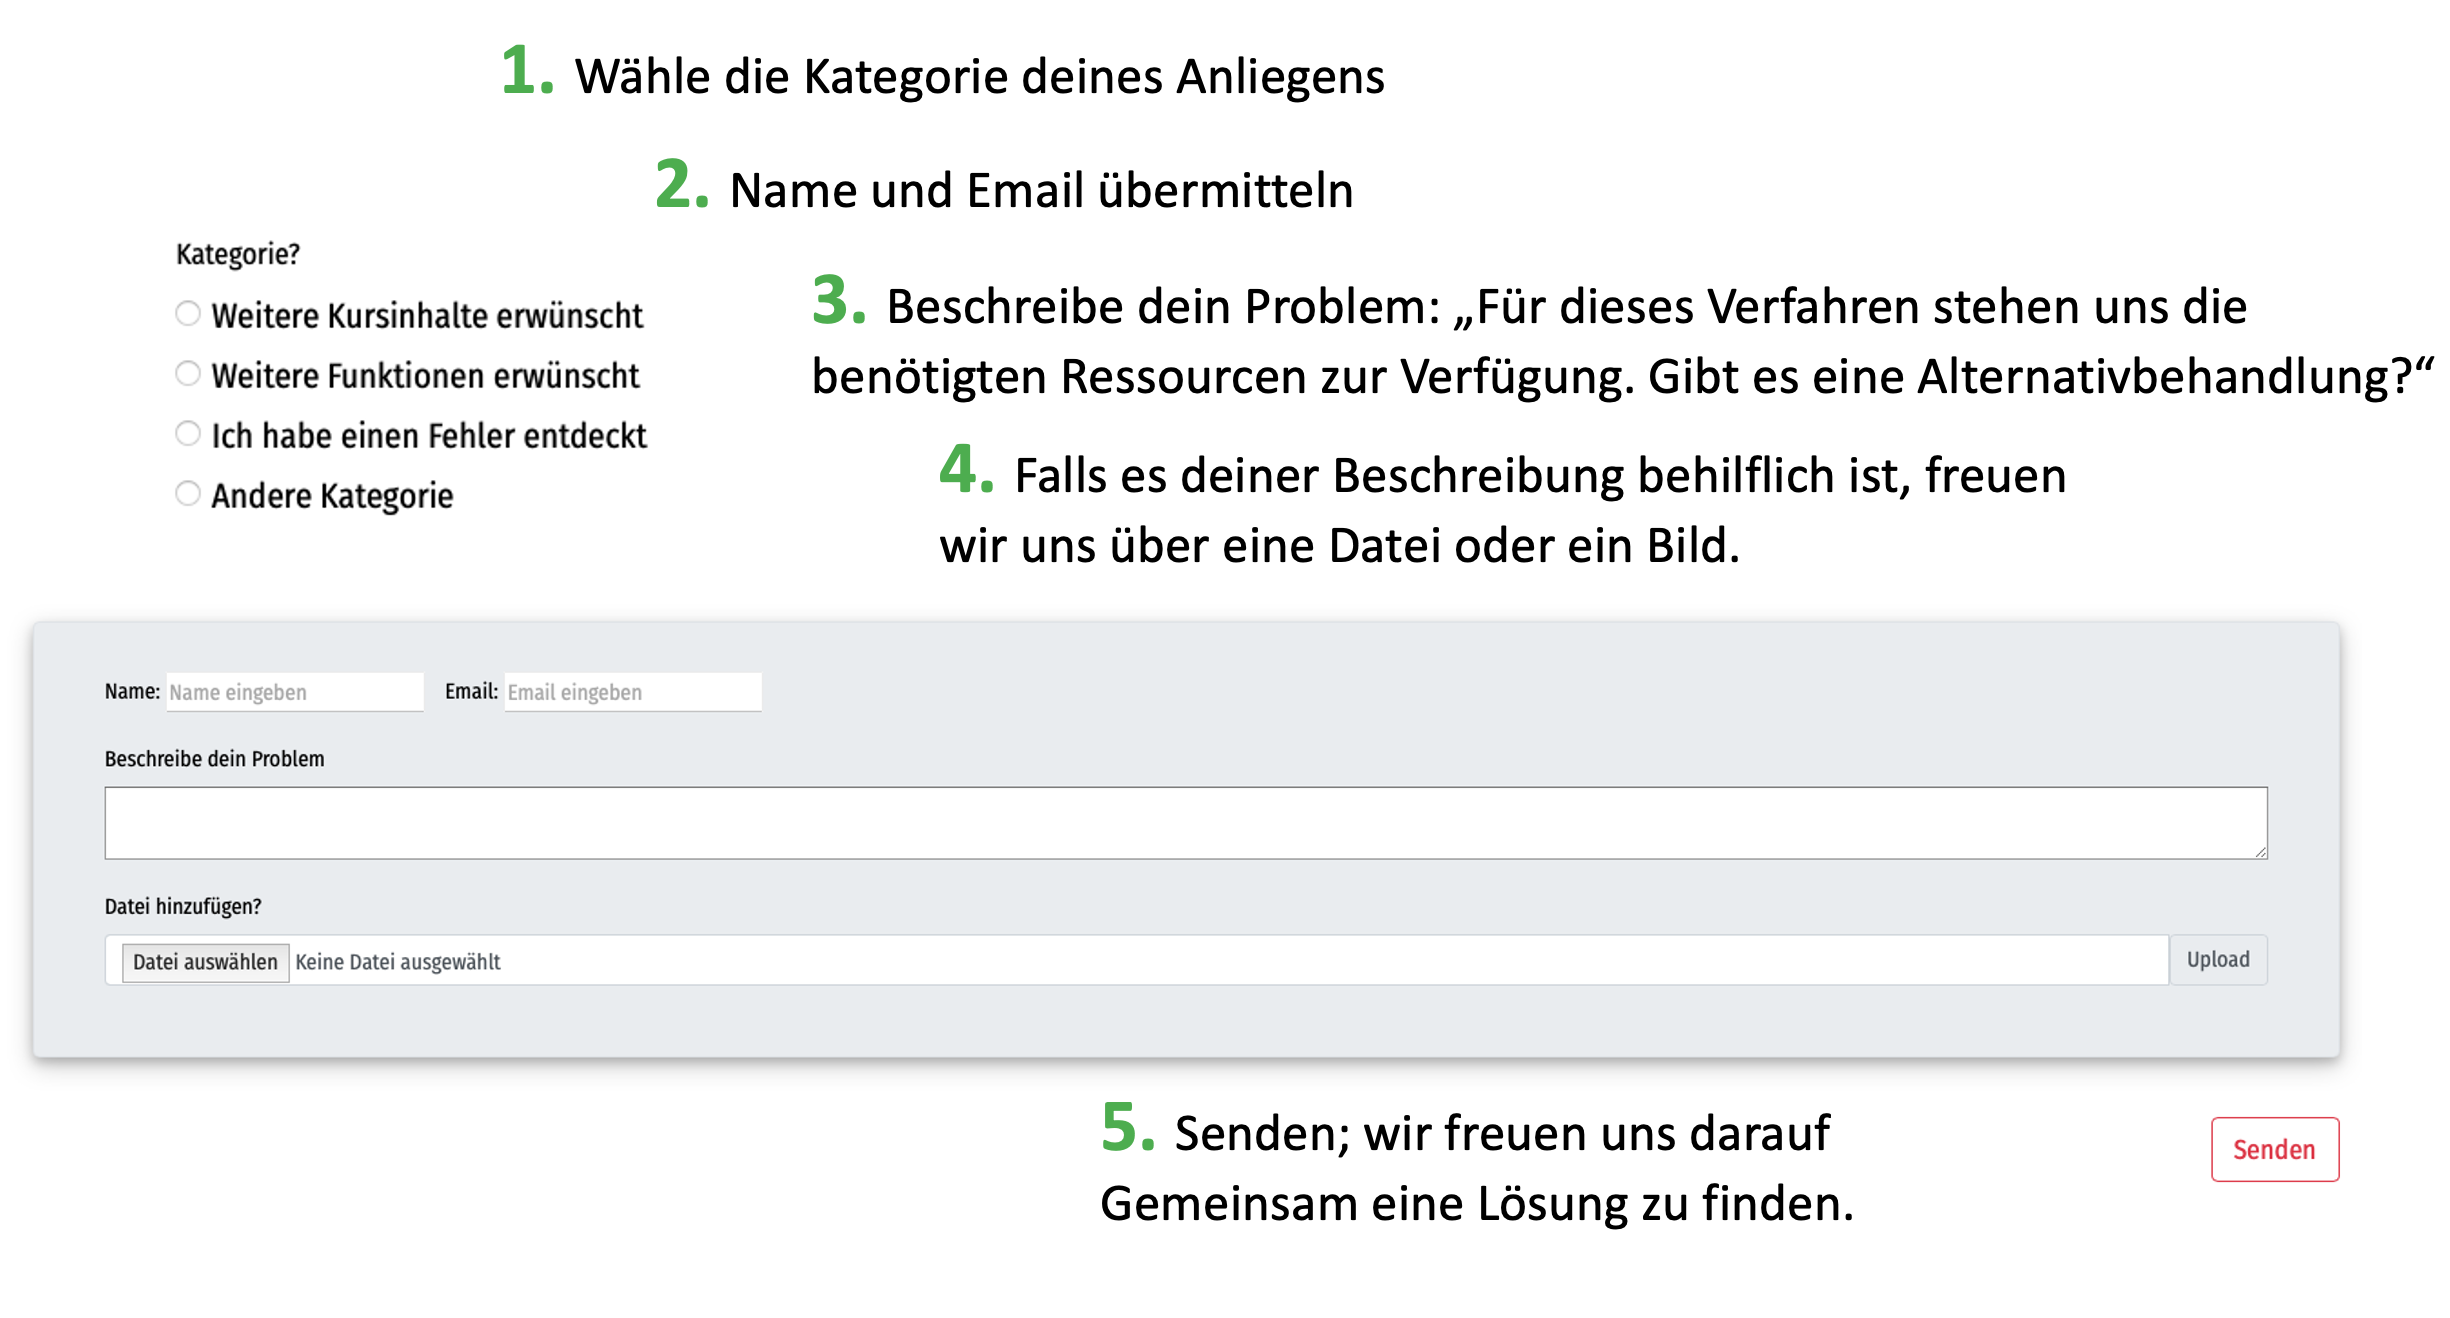 1. Wähle die Kategorie deines Anliegens
2. Name und Email übermitteln
Kategorie?
Weitere Kursinhalte erwünscht
Weitere Funktionen erwünscht
Ich habe einen Fehler entdeckt
Andere Kategorie
3. Beschreibe dein Problem: „Für dieses Verfahren stehen uns die
benötigten Ressourcen zur Verfügung. Gibt es eine Alternativbehandlung?“
4. Falls es deiner Beschreibung behilflich ist, freuen
wir uns über eine Datei oder ein Bild.
Name: Name eingeben Email: Email eingeben
Beschreibe dein Problem
Datei hinzufügen?
Datei auswählen Keine Datei ausgewählt Upload
5. Senden; wir freuen uns darauf
Gemeinsam eine Lösung zu finden.
Senden